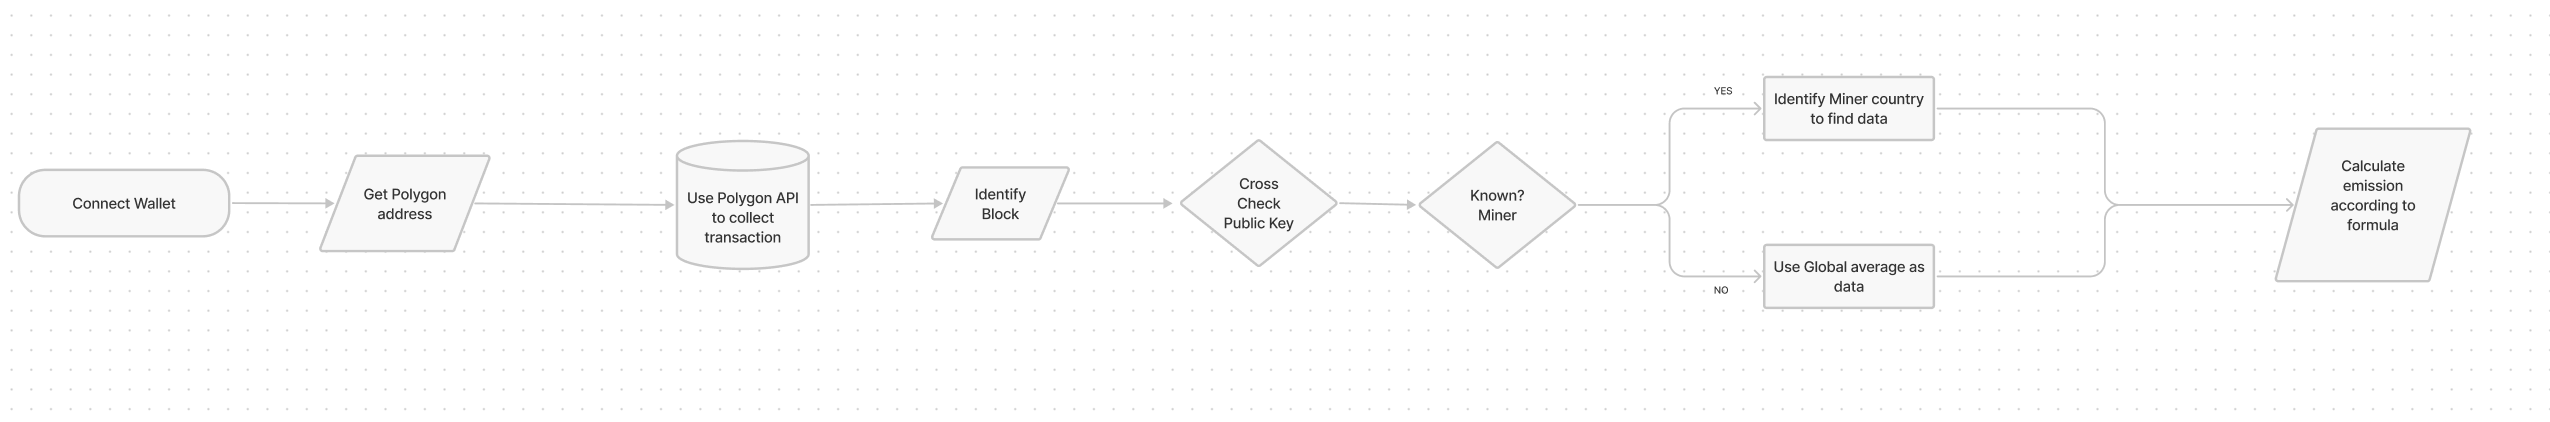 Connect Wallet
Get Polygon
address
Use Polygon API
to collect
transaction
Identify
Block
Cross
Check
Public Key
Known?
Miner
YES
Identify Miner country
to find data
NO
Use Global average as
data
Calculate
emission
according to
formula